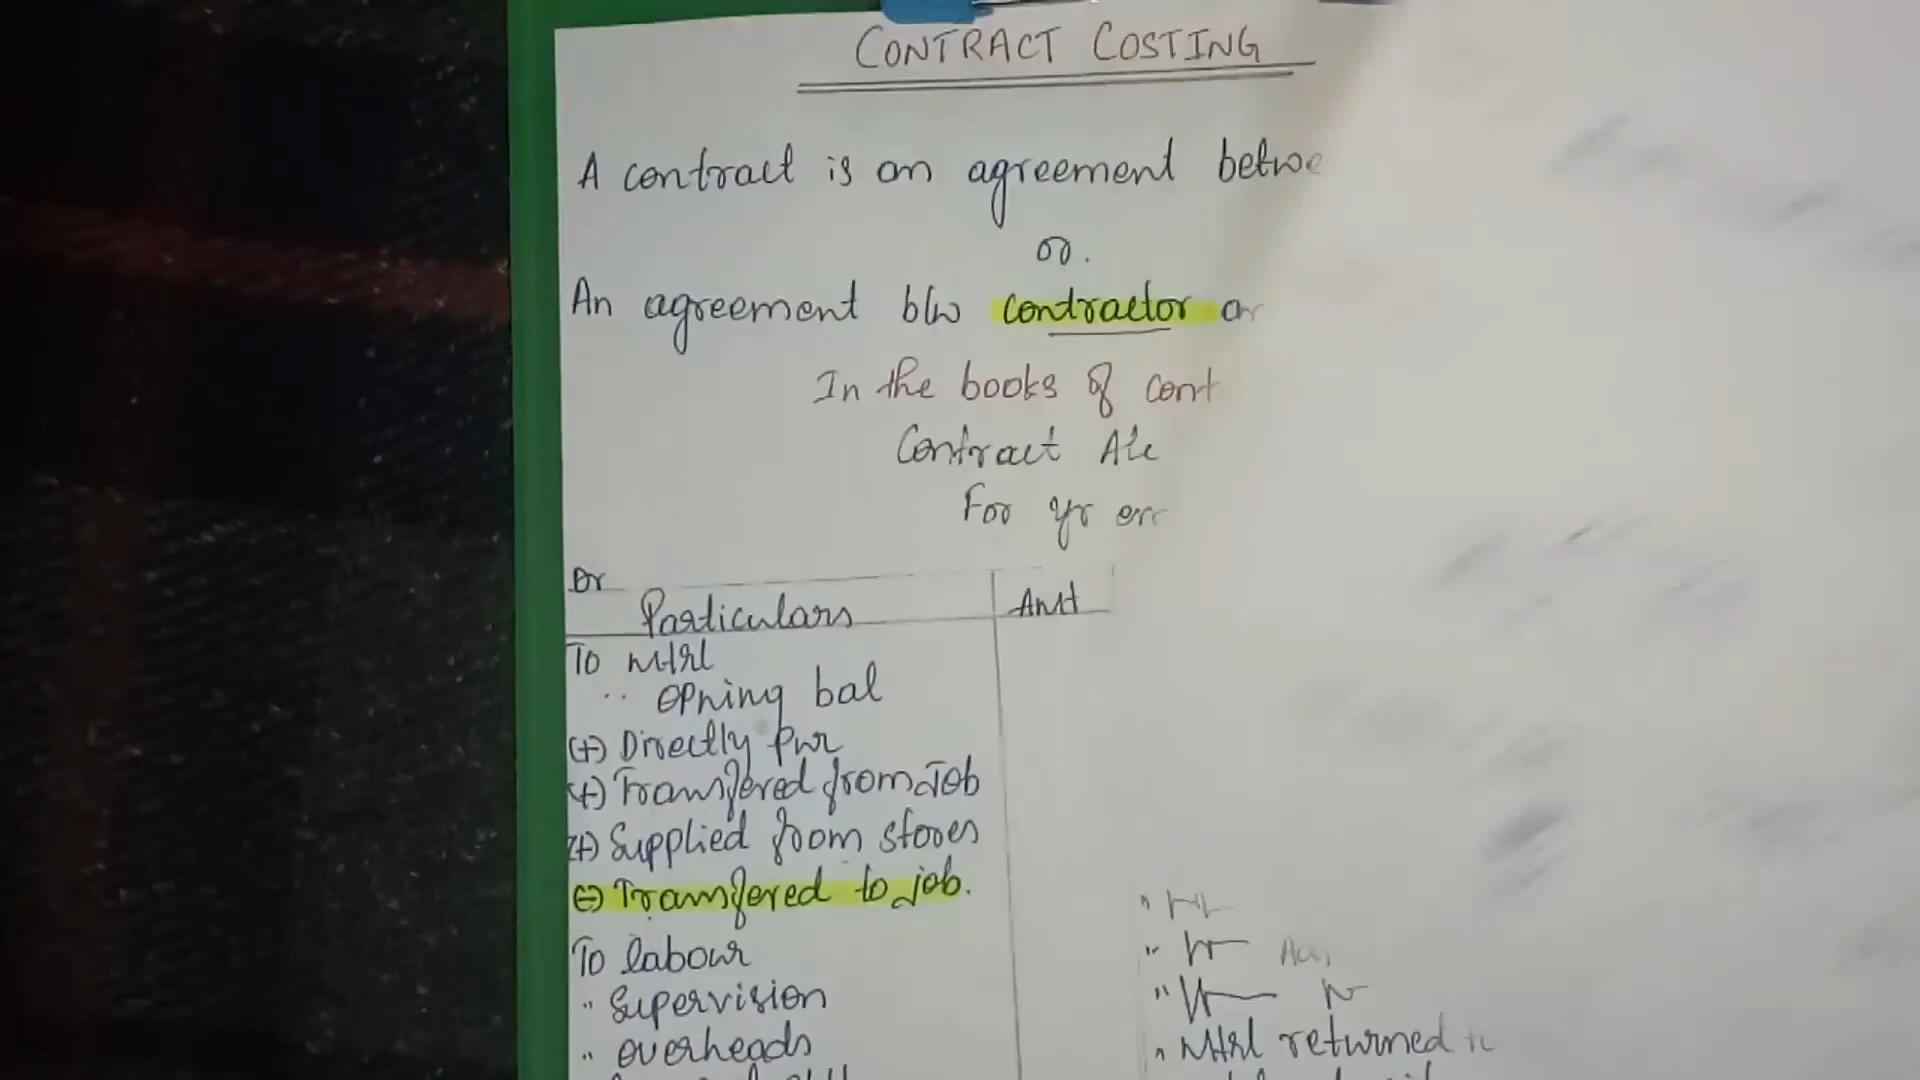 CONTRACT COSTING
A contract is an agreement betwe
or.
An agreement b/w contractor
In the books of cont
Contract A/c
For yr en
Dr
Particulars Amt
To Mtrl
.. opning bal
(+) Directly Pur
(+) Transfered from Job
(+) Supplied from stores
(-) Transfered to job.
To labour
" Supervision
" overheads
" Mtrl returned